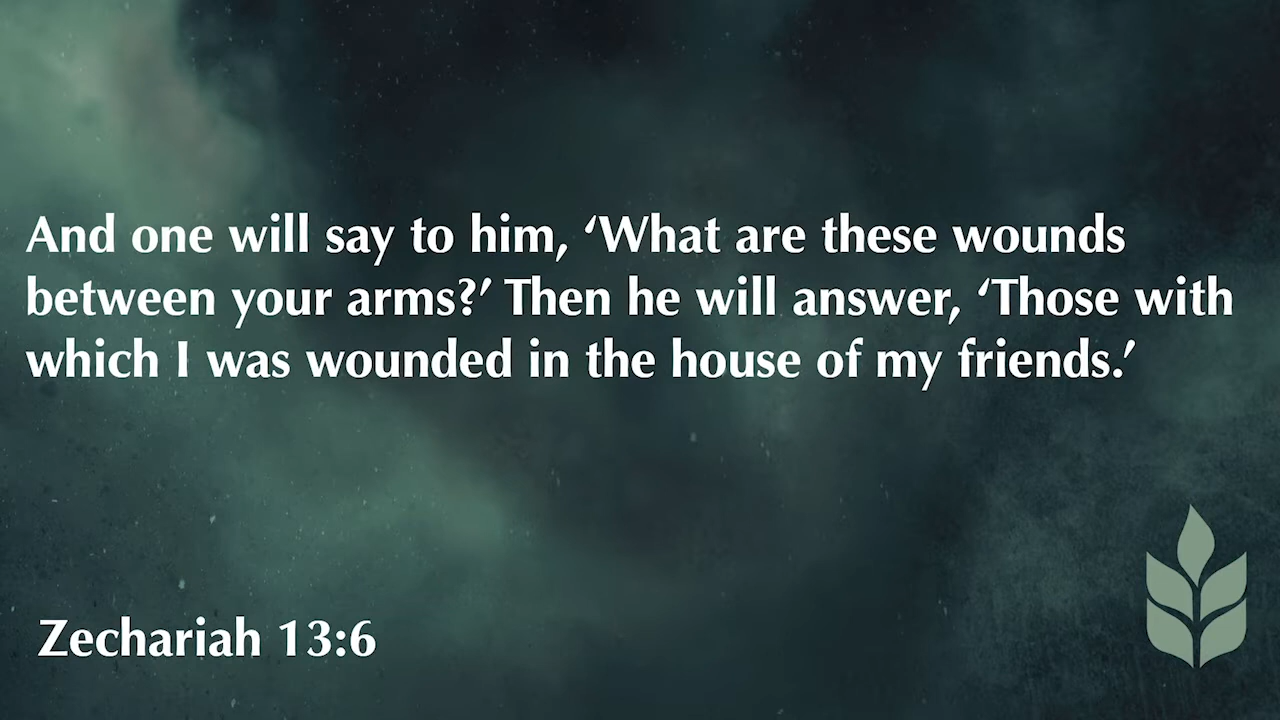 And one will say to him, ‘What are these wounds
between your arms?’ Then he will answer, ‘Those with
which I was wounded in the house of my friends.’
Zechariah 13:6